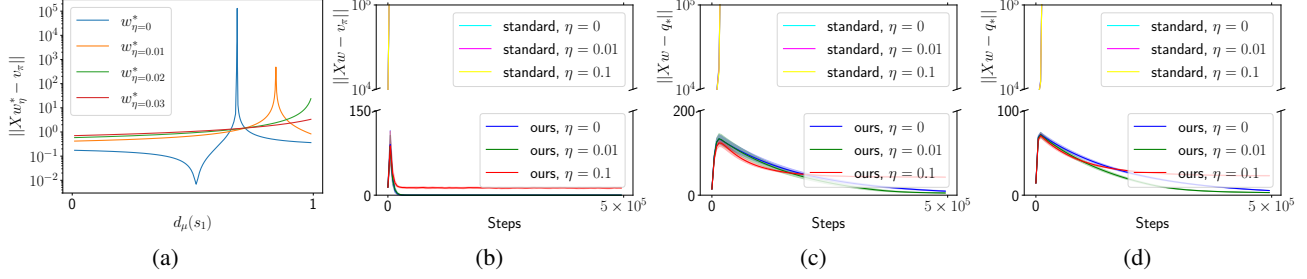 10^5
10^4
10^3
10^2
10^1
10^0
10^{-1}
10^{-2}
||Xw^*_η − v_π||
w^*_{η=0}
w^*_{η=0.01}
w^*_{η=0.02}
w^*_{η=0.03}
0
1
d_μ(s_1)
(a)
||Xw − v_π||
10^5
10^4
150
0
standard, η = 0
standard, η = 0.01
standard, η = 0.1
ours, η = 0
ours, η = 0.01
ours, η = 0.1
0
5 × 10^5
Steps
(b)
||Xw − q_*||
10^5
10^4
200
100
0
standard, η = 0
standard, η = 0.01
standard, η = 0.1
ours, η = 0
ours, η = 0.01
ours, η = 0.1
0
5 × 10^5
Steps
(c)
||Xw − q_*||
10^5
10^4
100
50
0
standard, η = 0
standard, η = 0.01
standard, η = 0.1
ours, η = 0
ours, η = 0.01
ours, η = 0.1
0
5 × 10^5
Steps
(d)